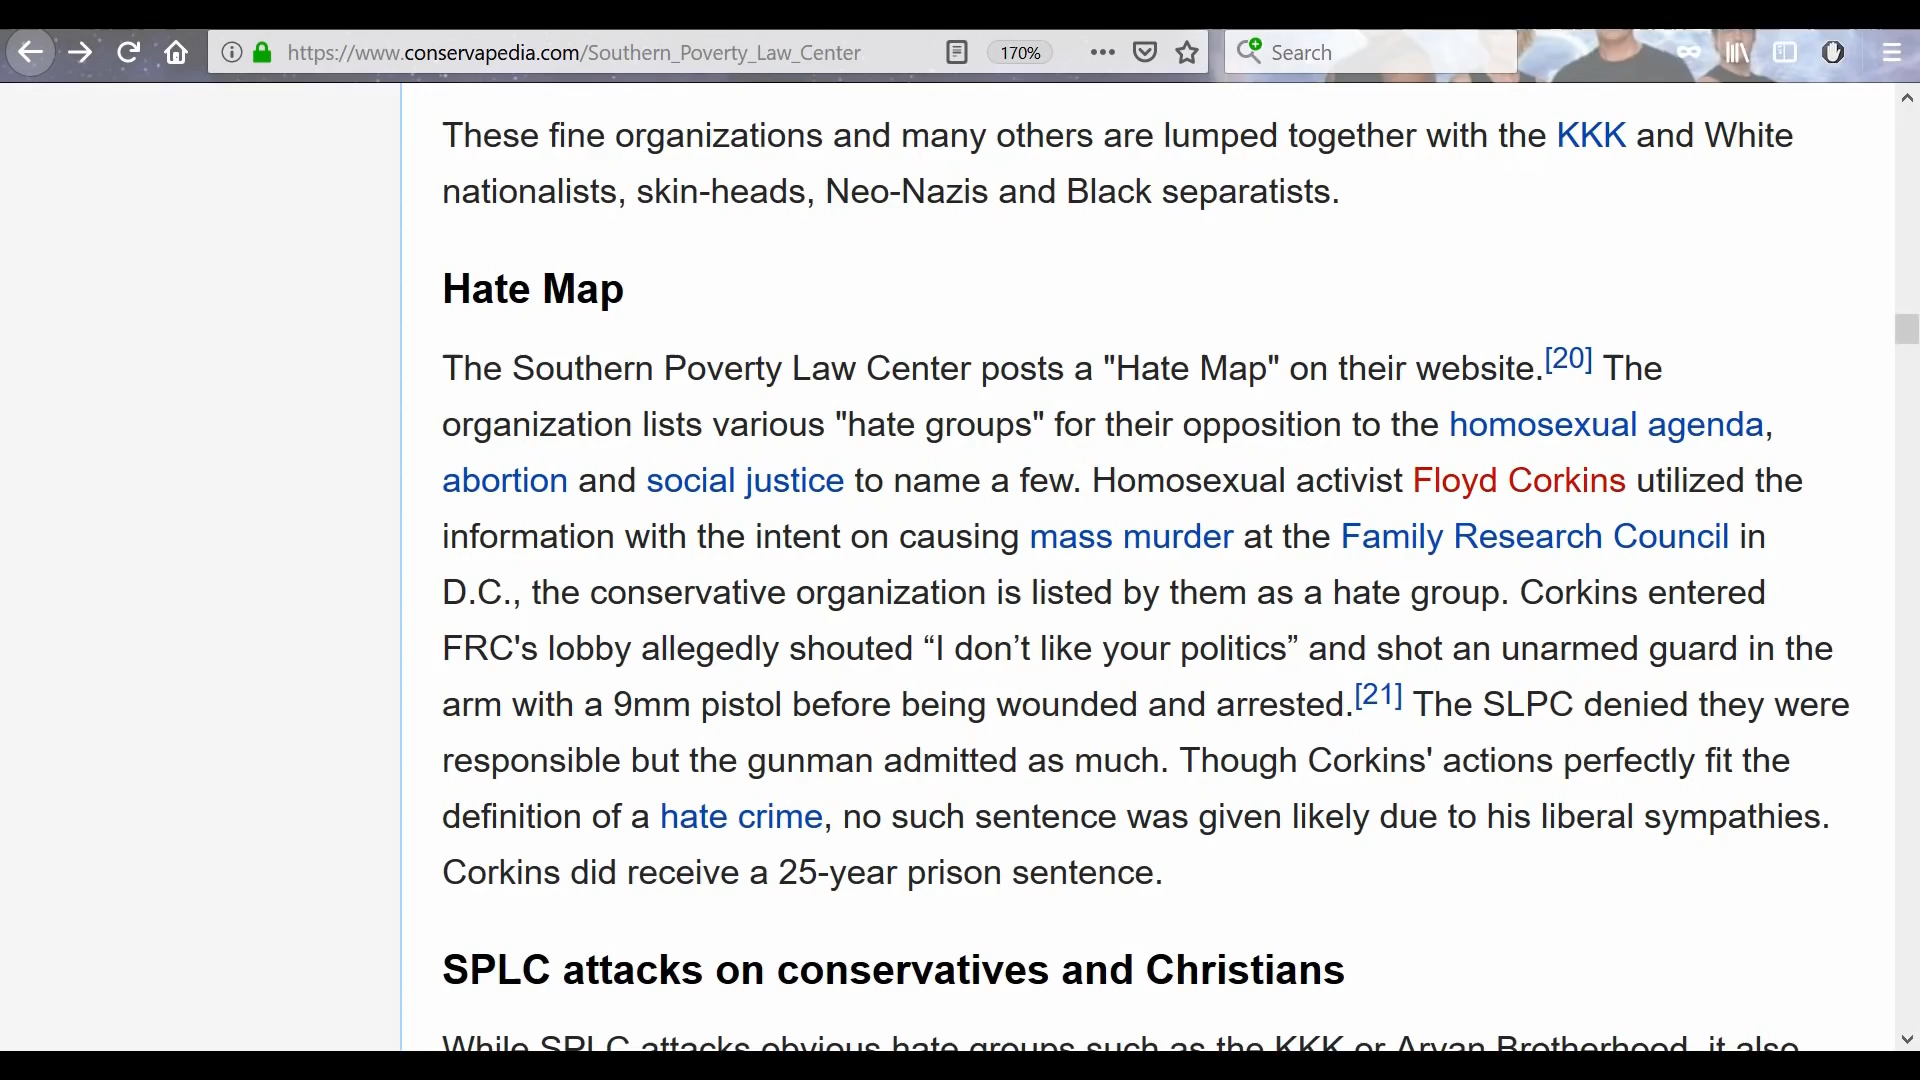 https://www.conservapedia.com/Southern_Poverty_Law_Center
170%
Search
These fine organizations and many others are lumped together with the KKK and White
nationalists, skin-heads, Neo-Nazis and Black separatists.
Hate Map
The Southern Poverty Law Center posts a "Hate Map" on their website.[20] The
organization lists various "hate groups" for their opposition to the homosexual agenda,
abortion and social justice to name a few. Homosexual activist Floyd Corkins utilized the
information with the intent on causing mass murder at the Family Research Council in
D.C., the conservative organization is listed by them as a hate group. Corkins entered
FRC's lobby allegedly shouted “I don’t like your politics” and shot an unarmed guard in the
arm with a 9mm pistol before being wounded and arrested.[21] The SLPC denied they were
responsible but the gunman admitted as much. Though Corkins' actions perfectly fit the
definition of a hate crime, no such sentence was given likely due to his liberal sympathies.
Corkins did receive a 25-year prison sentence.
SPLC attacks on conservatives and Christians
While SPLC attacks obvious hate groups such as the KKK or Aryan Brotherhood, it also